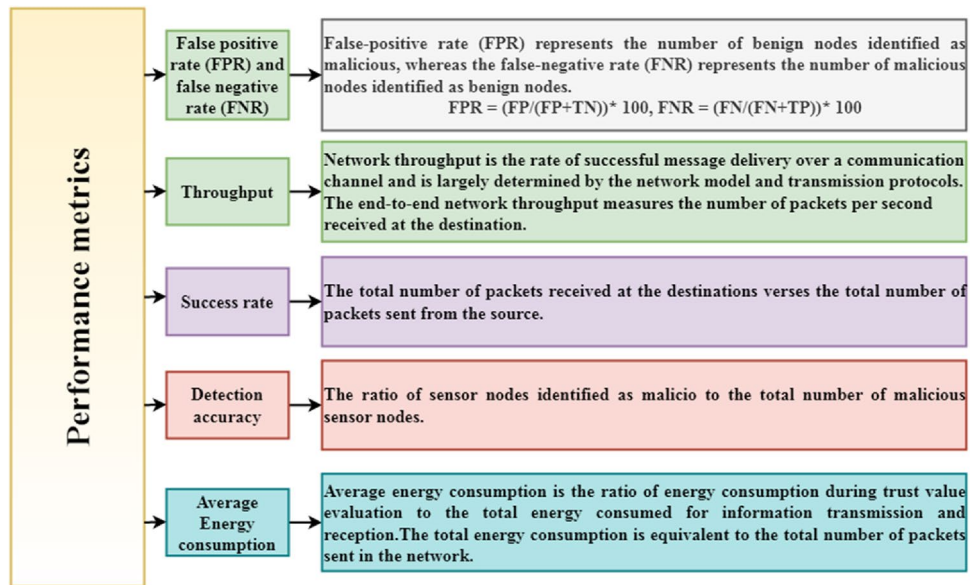 Performance metrics
False positive
rate (FPR) and
false negative
rate (FNR)
False-positive rate (FPR) represents the number of benign nodes identified as
malicious, whereas the false-negative rate (FNR) represents the number of malicious
nodes identified as benign nodes.
FPR = (FP/(FP+TN))* 100, FNR = (FN/(FN+TP))* 100
Throughput
Network throughput is the rate of successful message delivery over a communication
channel and is largely determined by the network model and transmission protocols.
The end-to-end network throughput measures the number of packets per second
received at the destination.
Success rate
The total number of packets received at the destinations verses the total number of
packets sent from the source.
Detection
accuracy
The ratio of sensor nodes identified as malicio to the total number of malicious
sensor nodes.
Average
Energy
consumption
Average energy consumption is the ratio of energy consumption during trust value
evaluation to the total energy consumed for information transmission and
reception.The total energy consumption is equivalent to the total number of packets
sent in the network.